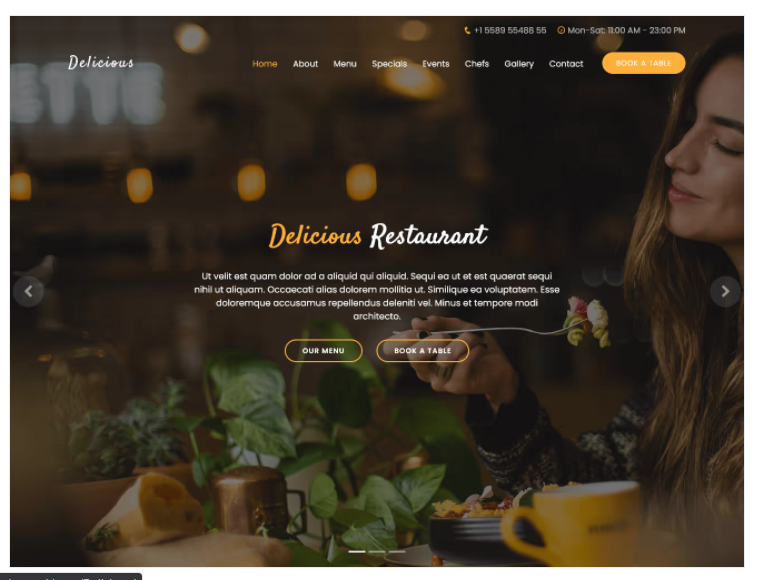 +1 5589 55488 55 Mon-Sat: 11:00 AM - 23:00 PM
Delicious Home About Menu Specials Events Chefs Gallery Contact BOOK A TABLE
Delicious Restaurant
Ut velit est quam dolor ad a aliquid qui aliquid. Sequi ea ut et est quaerat sequi
nihil ut aliquam. Occaecati alias dolorem mollitia ut. Similique ea voluptatem. Esse
doloremque accusamus repellendus deleniti vel. Minus et tempore modi
architecto.
OUR MENU BOOK A TABLE